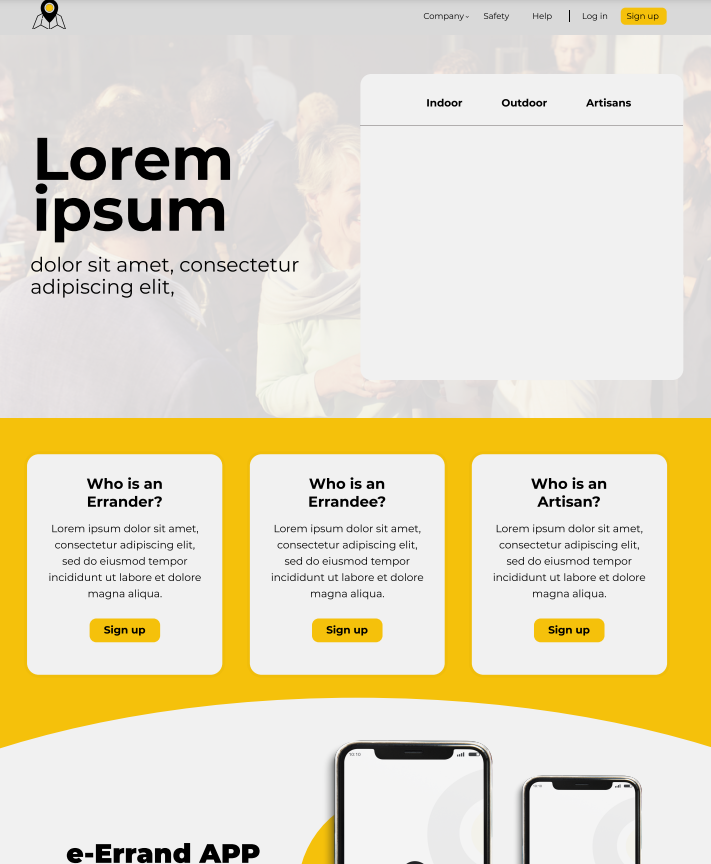 Company
Safety
Help
Log in
Sign up
Indoor
Outdoor
Artisans
Lorem
ipsum
dolor sit amet, consectetur
adipiscing elit,
Who is an
Errander?
Lorem ipsum dolor sit amet,
consectetur adipiscing elit,
sed do eiusmod tempor
incididunt ut labore et dolore
magna aliqua.
Sign up
Who is an
Errandee?
Lorem ipsum dolor sit amet,
consectetur adipiscing elit,
sed do eiusmod tempor
incididunt ut labore et dolore
magna aliqua.
Sign up
Who is an
Artisan?
Lorem ipsum dolor sit amet,
consectetur adipiscing elit,
sed do eiusmod tempor
incididunt ut labore et dolore
magna aliqua.
Sign up
10:10
10:10
e-Errand APP